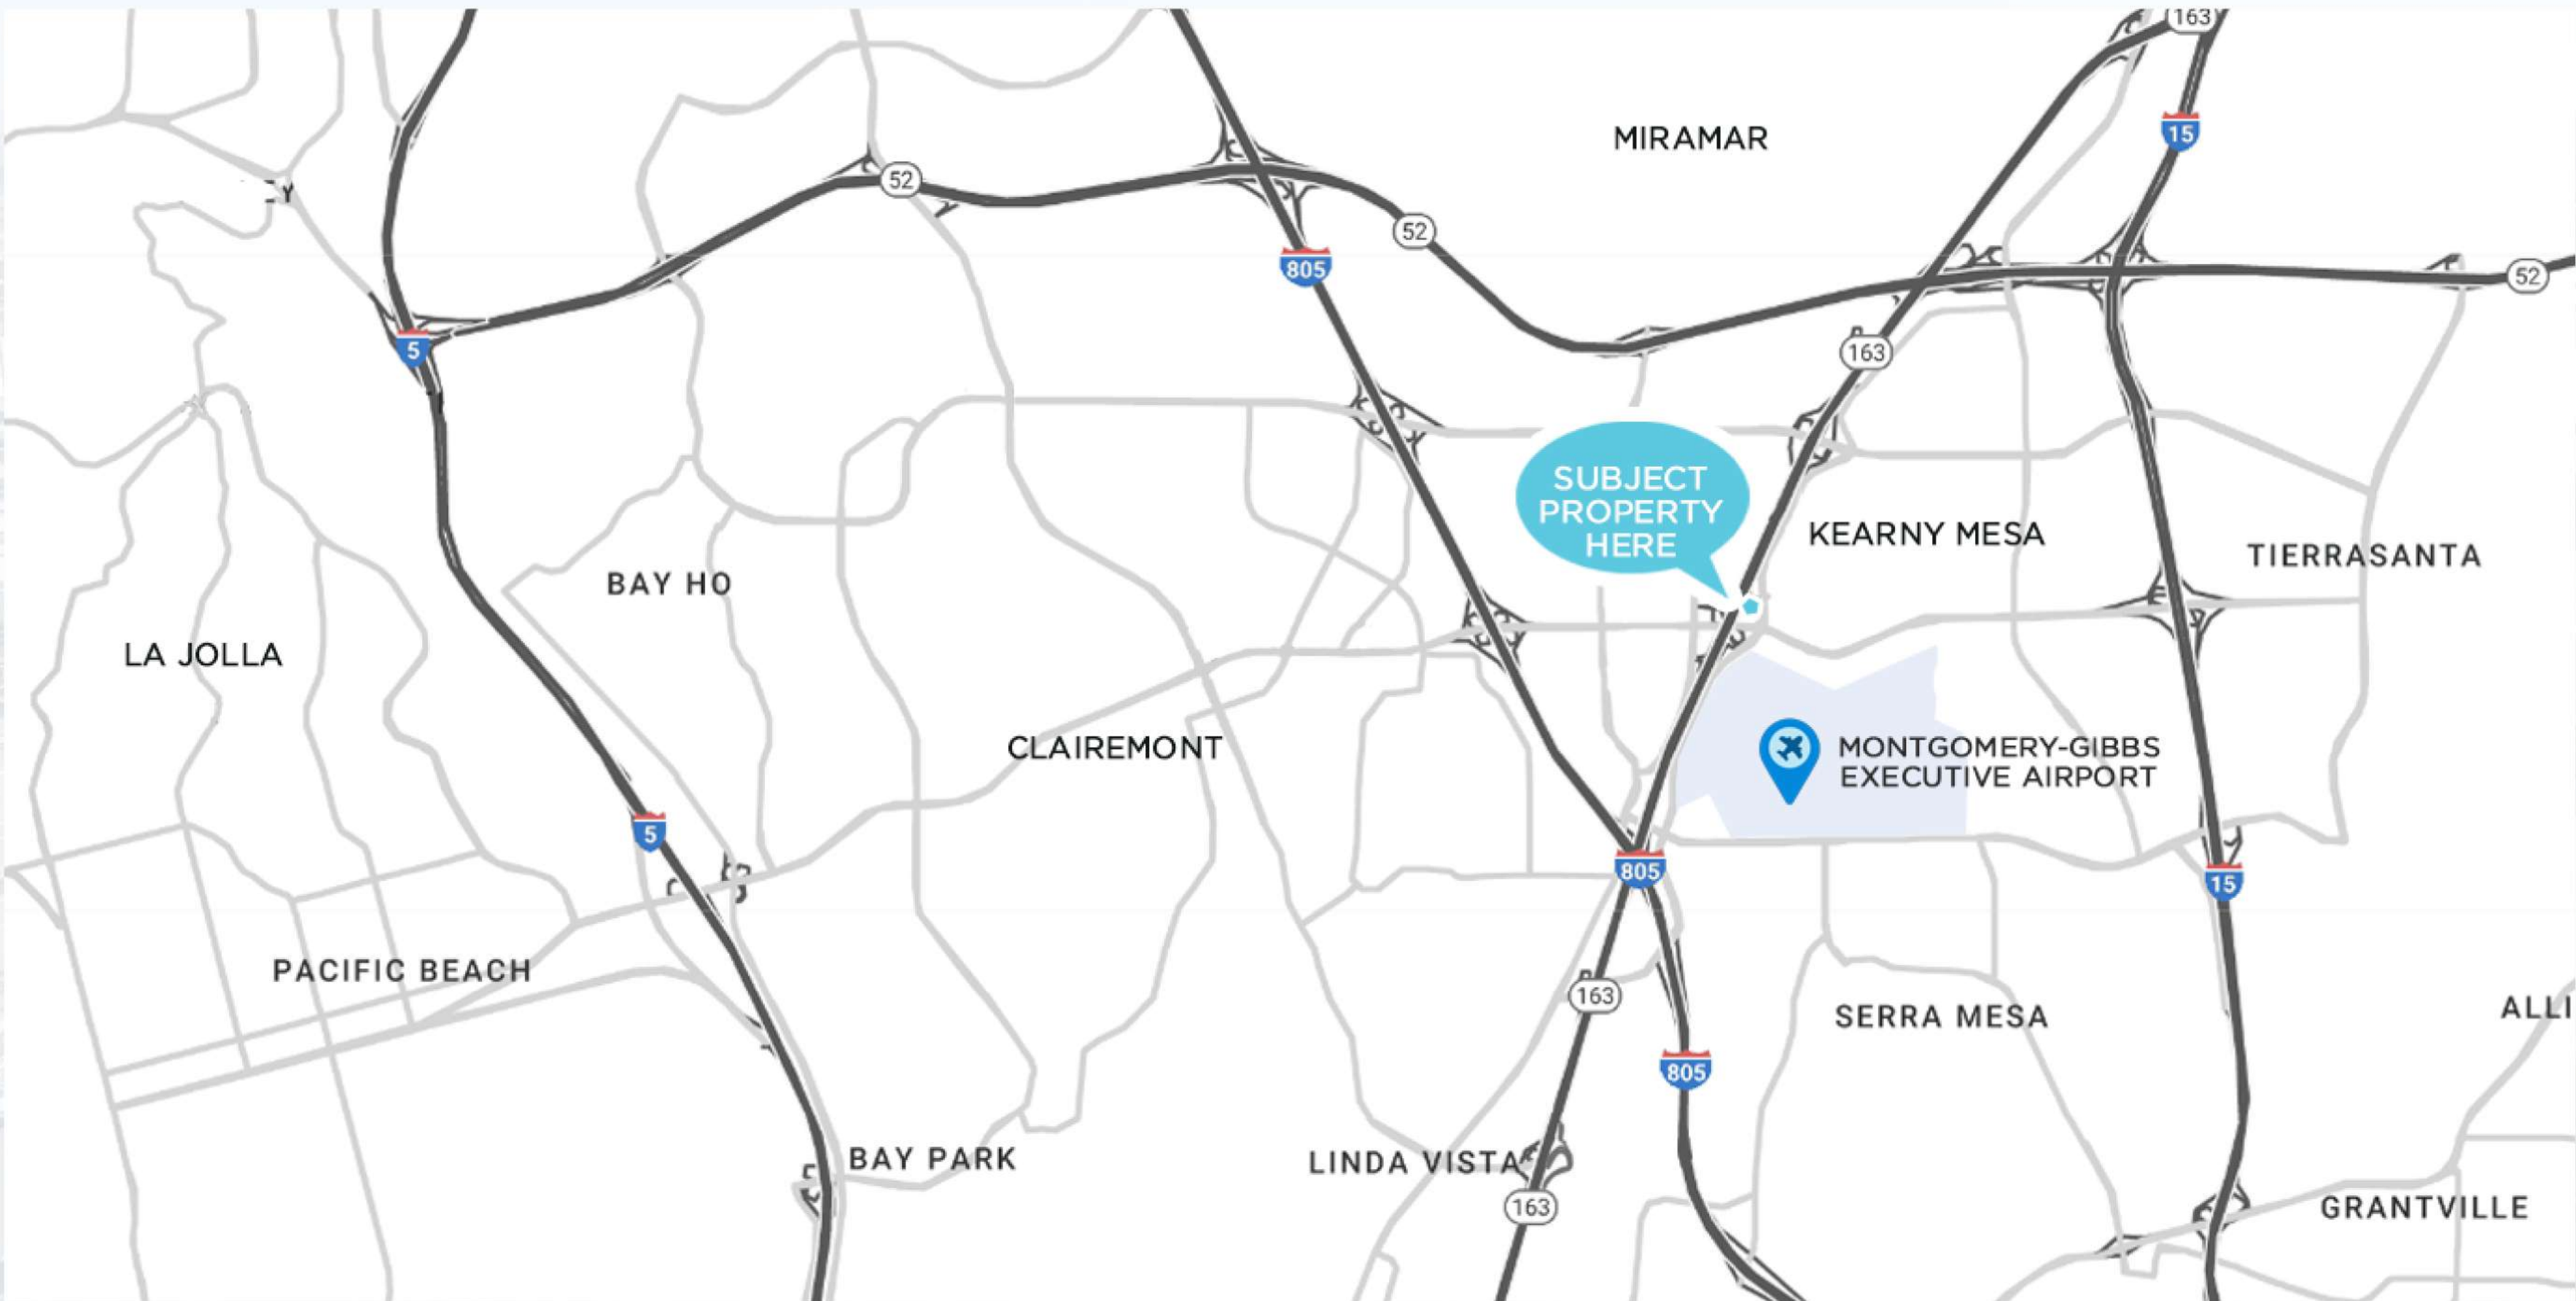 163
15
MIRAMAR
52
52
805
52
5
163
SUBJECT
PROPERTY
HERE
KEARNY MESA
TIERRASANTA
BAY HO
LA JOLLA
CLAIREMONT
MONTGOMERY-GIBBS
EXECUTIVE AIRPORT
5
805
15
PACIFIC BEACH
163
SERRA MESA
ALLI
805
BAY PARK
LINDA VISTA
163
GRANTVILLE